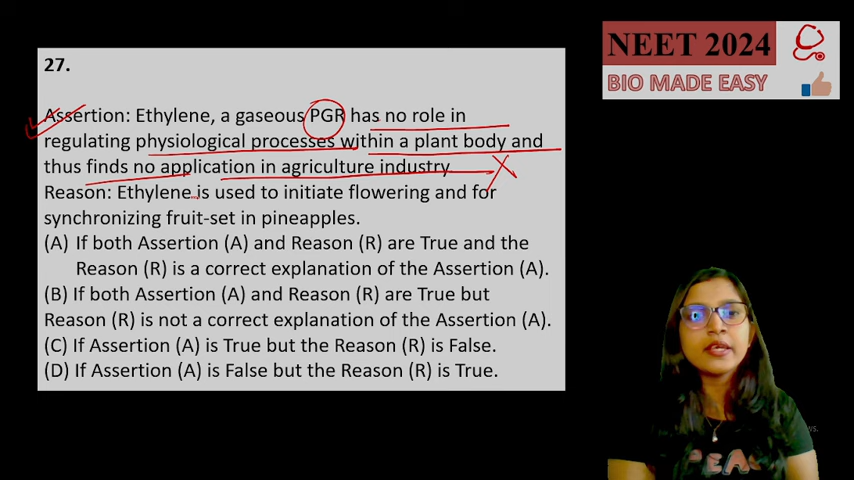 NEET 2024
BIO MADE EASY
27.
Assertion: Ethylene, a gaseous PGR has no role in
regulating physiological processes within a plant body and
thus finds no application in agriculture industry.
Reason: Ethylene is used to initiate flowering and for
synchronizing fruit-set in pineapples.
(A) If both Assertion (A) and Reason (R) are True and the
Reason (R) is a correct explanation of the Assertion (A).
(B) If both Assertion (A) and Reason (R) are True but
Reason (R) is not a correct explanation of the Assertion (A).
(C) If Assertion (A) is True but the Reason (R) is False.
(D) If Assertion (A) is False but the Reason (R) is True.